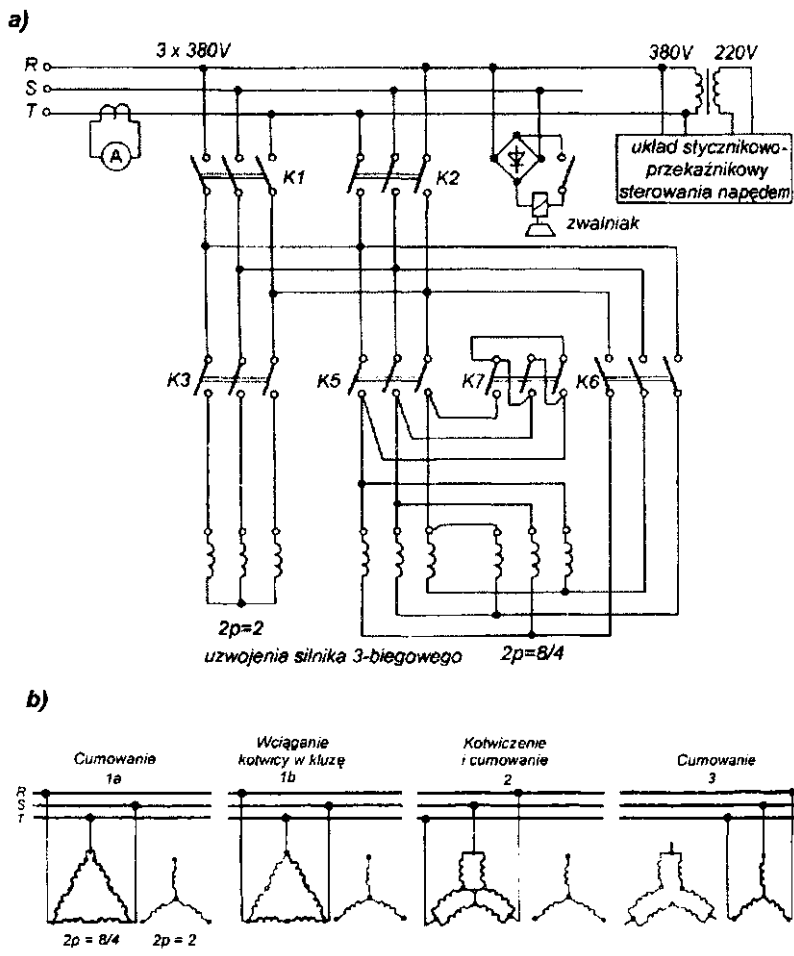 a)
3 x 380V
380V 220V
R
S
T
A
układ stycznikowo-
przekaźnikowy
sterowania napędem
K1
K2
zwalniak
K3
K5
K7
K6
2p=2
2p=8/4
uzwojenia silnika 3-biegowego
b)
Cumowanie
1a
Wciąganie
kotwicy w kluzę
1b
Kotwiczenie
i cumowanie
2
Cumowanie
3
R
S
T
2p = 8/4
2p = 2